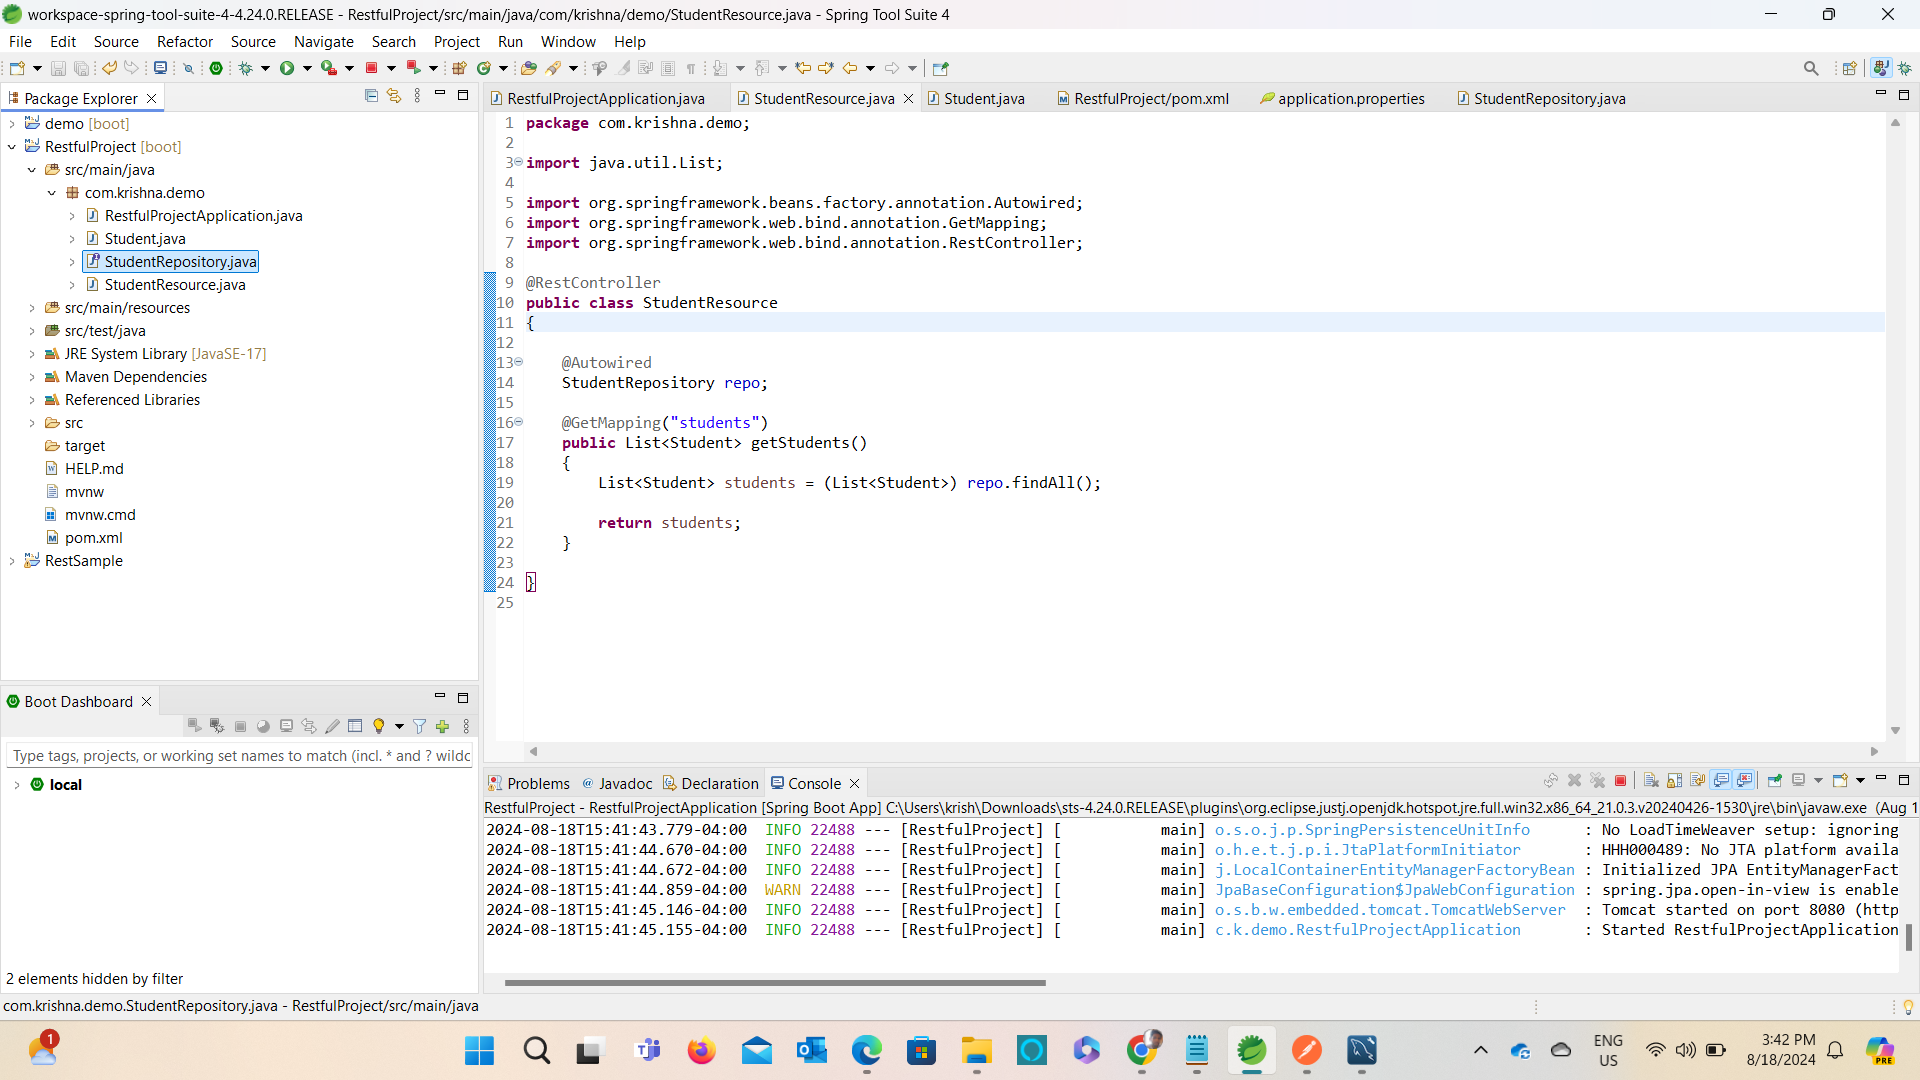 workspace-spring-tool-suite-4-4.24.0.RELEASE - RestfulProject/src/main/java/com/krishna/demo/StudentResource.java - Spring Tool Suite 4
File Edit Source Refactor Source Navigate Search Project Run Window Help
Package Explorer
demo [boot]
RestfulProject [boot]
src/main/java
com.krishna.demo
RestfulProjectApplication.java
Student.java
StudentRepository.java
StudentResource.java
src/main/resources
src/test/java
JRE System Library [JavaSE-17]
Maven Dependencies
Referenced Libraries
src
target
HELP.md
mvnw
mvnw.cmd
pom.xml
RestSample
RestfulProjectApplication.java StudentResource.java Student.java RestfulProject/pom.xml application.properties StudentRepository.java
1 package com.krishna.demo;
2
3 import java.util.List;
4
5 import org.springframework.beans.factory.annotation.Autowired;
6 import org.springframework.web.bind.annotation.GetMapping;
7 import org.springframework.web.bind.annotation.RestController;
8
9 @RestController
10 public class StudentResource
11 {
12
13 @Autowired
14 StudentRepository repo;
15
16 @GetMapping("students")
17 public List<Student> getStudents()
18 {
19 List<Student> students = (List<Student>) repo.findAll();
20
21 return students;
22 }
23
24 }
25
Boot Dashboard
Type tags, projects, or working set names to match (incl. * and ? wildc
local
2 elements hidden by filter
Problems Javadoc Declaration Console
RestfulProject - RestfulProjectApplication [Spring Boot App] C:\Users\krish\Downloads\sts-4.24.0.RELEASE\plugins\org.eclipse.justj.openjdk.hotspot.jre.full.win32.x86_64_21.0.3.v20240426-1530\jre\bin\javaw.exe (Aug 1
2024-08-18T15:41:43.779-04:00 INFO 22488 --- [RestfulProject] [ main] o.s.o.j.p.SpringPersistenceUnitInfo : No LoadTimeWeaver setup: ignoring
2024-08-18T15:41:44.670-04:00 INFO 22488 --- [RestfulProject] [ main] o.h.e.t.j.p.i.JtaPlatformInitiator : HHH000489: No JTA platform availa
2024-08-18T15:41:44.672-04:00 INFO 22488 --- [RestfulProject] [ main] j.LocalContainerEntityManagerFactoryBean : Initialized JPA EntityManagerFact
2024-08-18T15:41:44.859-04:00 WARN 22488 --- [RestfulProject] [ main] JpaBaseConfiguration$JpaWebConfiguration : spring.jpa.open-in-view is enable
2024-08-18T15:41:45.146-04:00 INFO 22488 --- [RestfulProject] [ main] o.s.b.w.embedded.tomcat.TomcatWebServer : Tomcat started on port 8080 (http
2024-08-18T15:41:45.155-04:00 INFO 22488 --- [RestfulProject] [ main] c.k.demo.RestfulProjectApplication : Started RestfulProjectApplication
com.krishna.demo.StudentRepository.java - RestfulProject/src/main/java
1
ENG
US
3:42 PM
8/18/2024
PRE